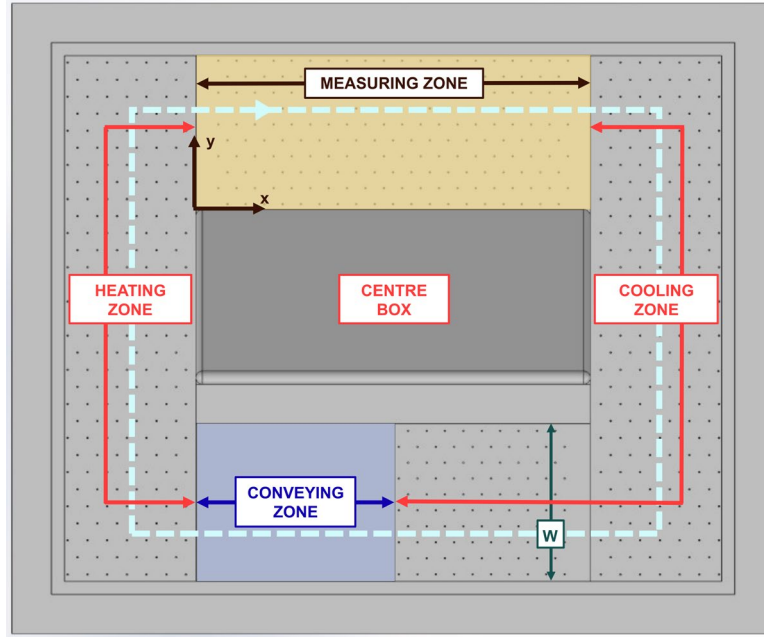 MEASURING ZONE
y
x
HEATING
ZONE
CENTRE
BOX
COOLING
ZONE
CONVEYING
ZONE
W